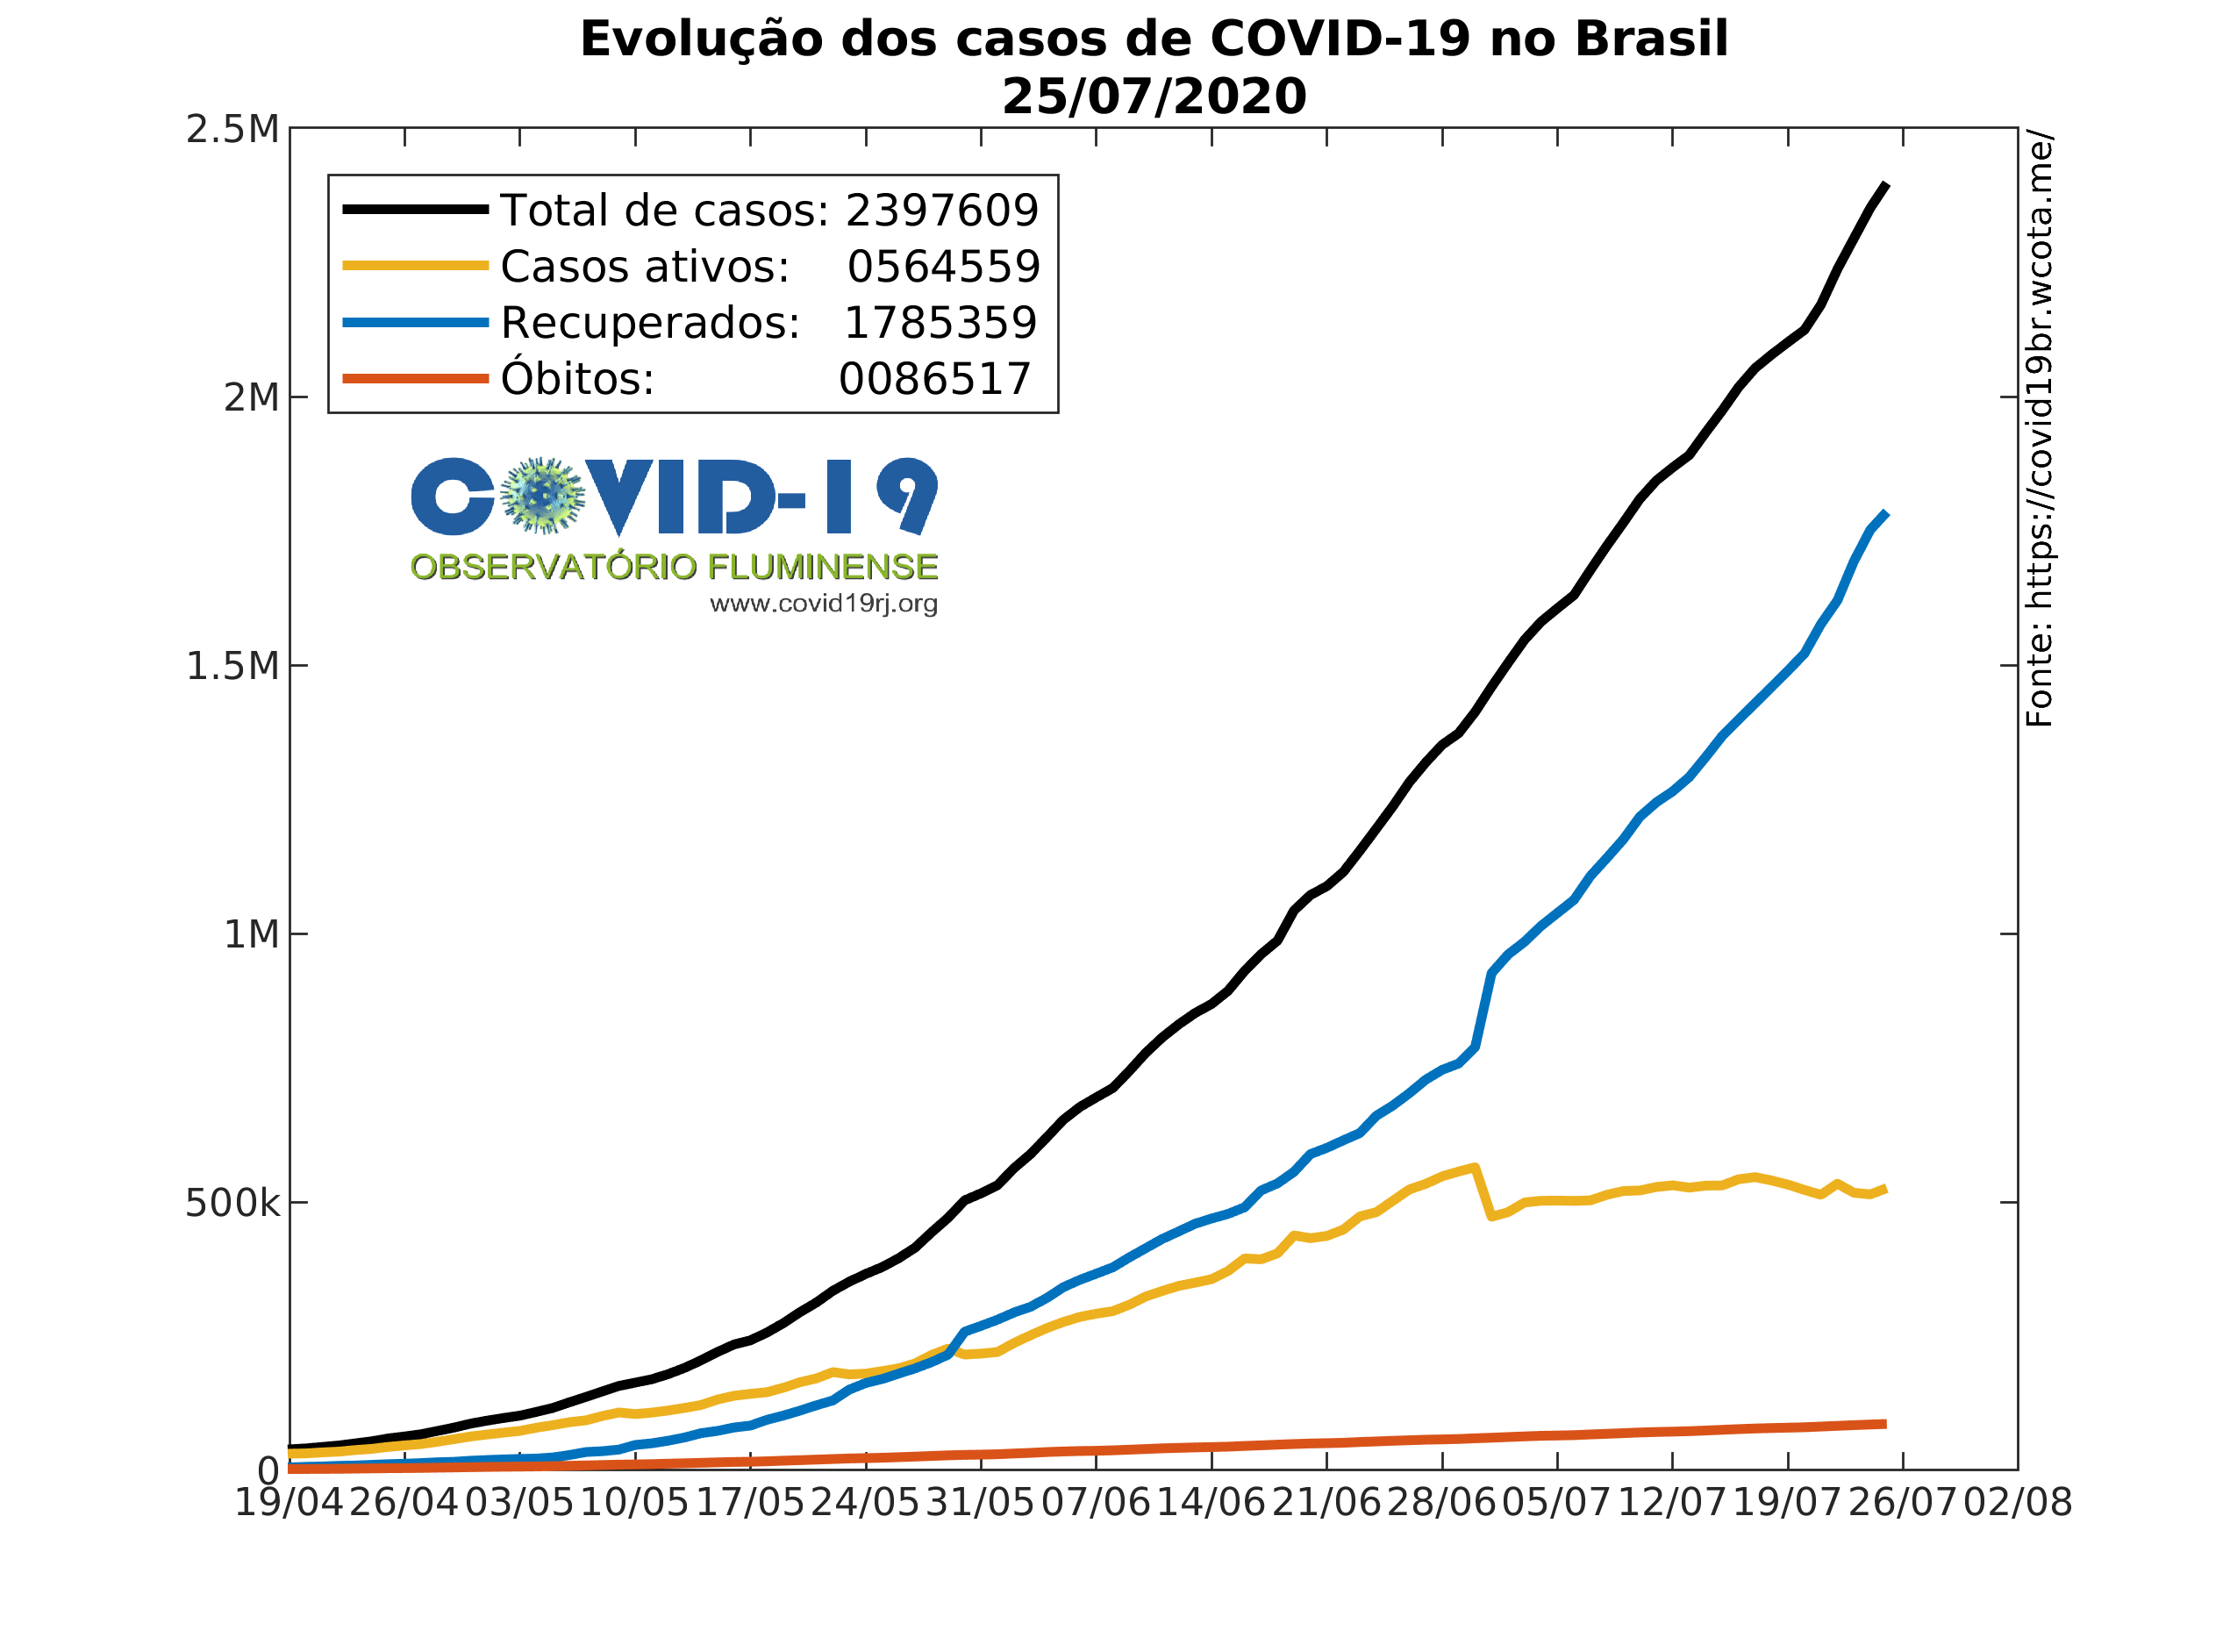 Evolução dos casos de COVID-19 no Brasil
25/07/2020
2.5M
2M
1.5M
1M
500k
0
Total de casos: 2397609
Casos ativos: 0564559
Recuperados: 1785359
Óbitos: 0086517
COVID-19
OBSERVATÓRIO FLUMINENSE
www.covid19rj.org
Fonte: https://covid19br.wcota.me/
19/04 26/04 03/05 10/05 17/05 24/05 31/05 07/06 14/06 21/06 28/06 05/07 12/07 19/07 26/07 02/08